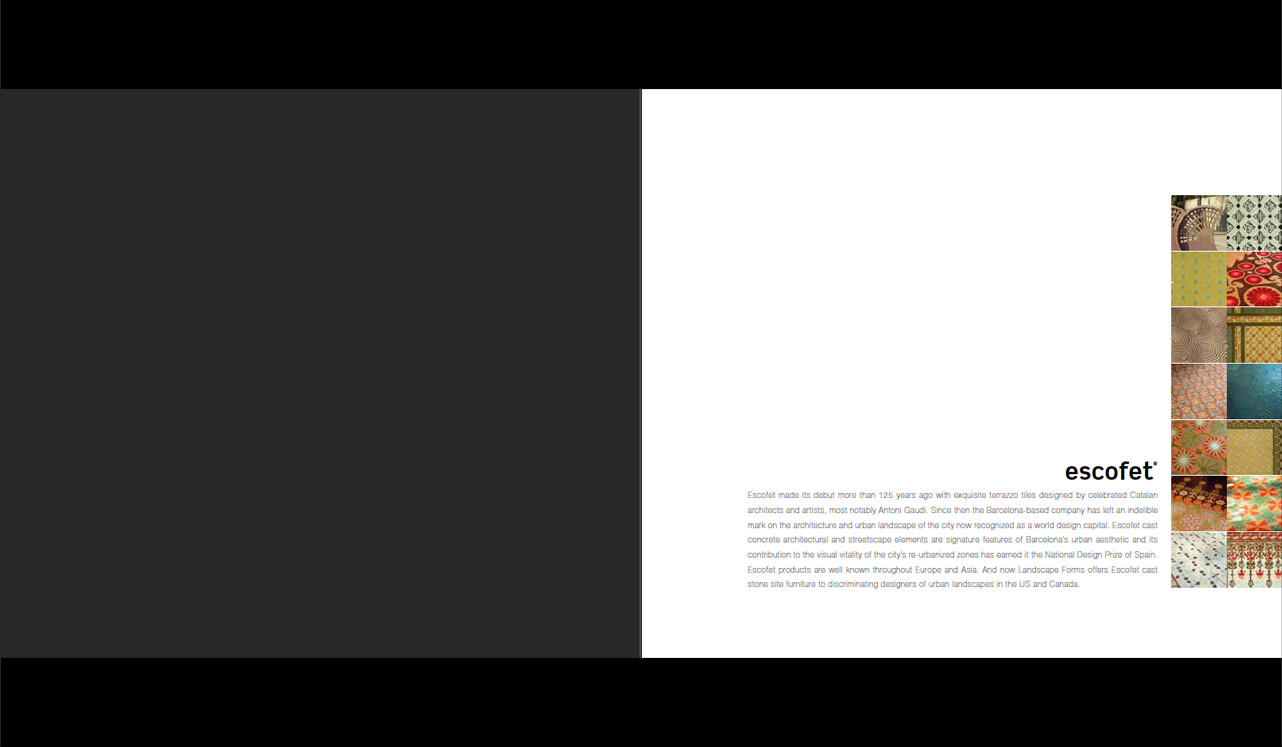 escofet®
Escofet made its debut more than 125 years ago with exquisite terrazzo tiles designed by celebrated Catalan
architects and artists, most notably Antoni Gaudi. Since then the Barcelona-based company has left an indelible
mark on the architecture and urban landscape of the city now recognized as a world design capital. Escofet cast
concrete architectural and streetscape elements are signature features of Barcelona's urban aesthetic and its
contribution to the visual vitality of the city's re-urbanized zones has earned it the National Design Prize of Spain.
Escofet products are well known throughout Europe and Asia. And now Landscape Forms offers Escofet cast
stone site furniture to discriminating designers of urban landscapes in the US and Canada.